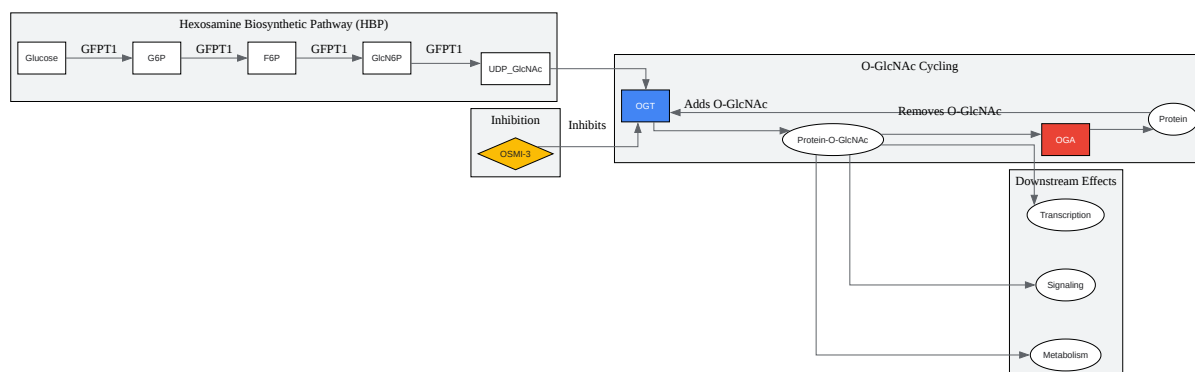 Hexosamine Biosynthetic Pathway (HBP)
Glucose
GFPT1
G6P
GFPT1
F6P
GFPT1
GlcN6P
GFPT1
UDP_GlcNAc
Inhibition
OSMI-3
Inhibits
O-GlcNAc Cycling
OGT
Adds O-GlcNAc
Protein-O-GlcNAc
Removes O-GlcNAc
OGA
Protein
Downstream Effects
Transcription
Signaling
Metabolism